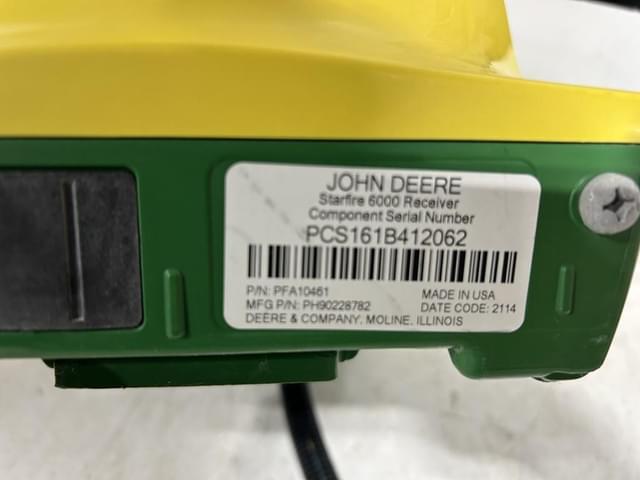 JOHN DEERE
Starfire 6000 Receiver
Component Serial Number
PCS161B412062
P/N: PFA10461
MADE IN USA
MFG P/N: PH90228782
DATE CODE: 2114
DEERE & COMPANY. MOLINE. ILLINOIS